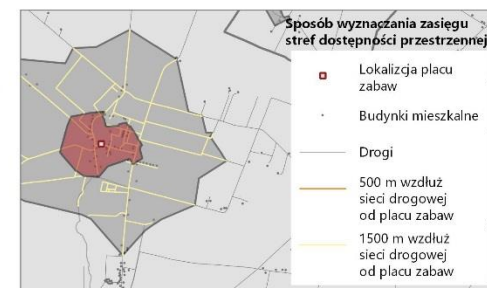 Sposób wyznaczania zasięgu
stref dostępności przestrzennej
Lokalizcja placu
zabaw
Budynki mieszkalne
Drogi
500 m wzdłuż
sieci drogowej
od placu zabaw
1500 m wzdłuż
sieci drogowej
od placu zabaw